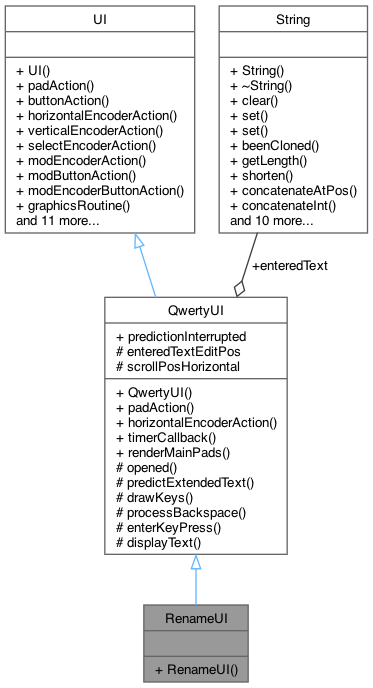 UI
+ UI()
+ padAction()
+ buttonAction()
+ horizontalEncoderAction()
+ verticalEncoderAction()
+ selectEncoderAction()
+ modEncoderAction()
+ modButtonAction()
+ modEncoderButtonAction()
+ graphicsRoutine()
and 11 more...
String
+ String()
+ ~String()
+ clear()
+ set()
+ set()
+ beenCloned()
+ getLength()
+ shorten()
+ concatenateAtPos()
+ concatenateInt()
and 10 more...
+enteredText
QwertyUI
+ predictionInterrupted
# enteredTextEditPos
# scrollPosHorizontal
+ QwertyUI()
+ padAction()
+ horizontalEncoderAction()
+ timerCallback()
+ renderMainPads()
# opened()
# predictExtendedText()
# drawKeys()
# processBackspace()
# enterKeyPress()
# displayText()
RenameUI
+ RenameUI()